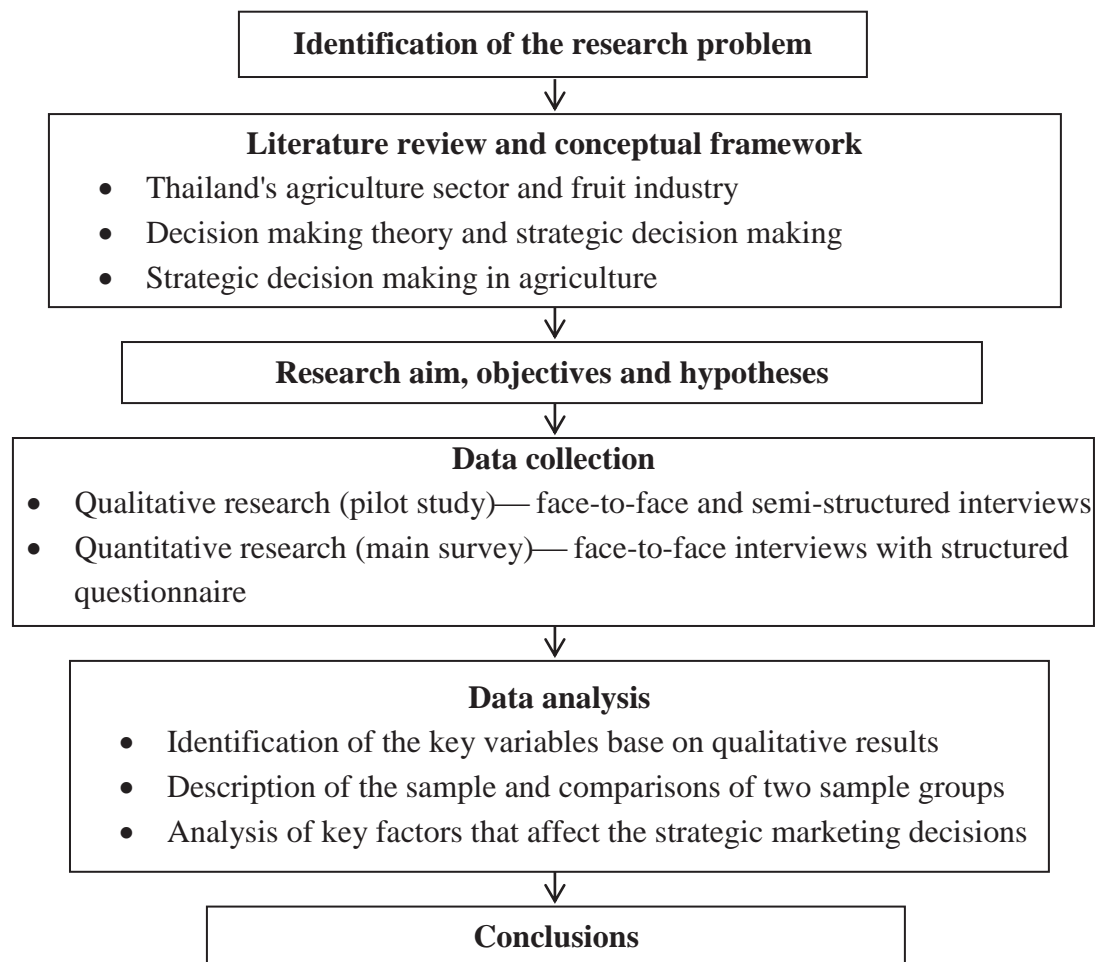 Identification of the research problem
Literature review and conceptual framework
• Thailand's agriculture sector and fruit industry
• Decision making theory and strategic decision making
• Strategic decision making in agriculture
Research aim, objectives and hypotheses
Data collection
• Qualitative research (pilot study)— face-to-face and semi-structured interviews
• Quantitative research (main survey)— face-to-face interviews with structured
questionnaire
Data analysis
• Identification of the key variables base on qualitative results
• Description of the sample and comparisons of two sample groups
• Analysis of key factors that affect the strategic marketing decisions
Conclusions